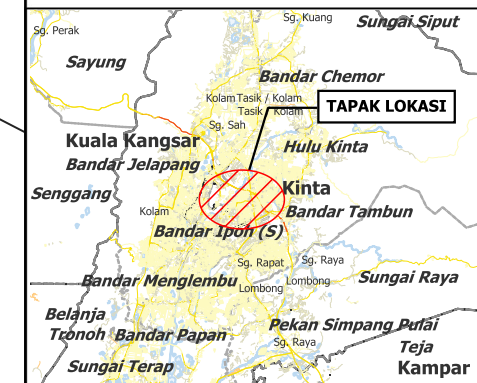 Sg. Kuang
Sungai Siput
Sg. Perak
Sayung
Bandar Chemor
Kolam Tasik / Kolam
Tasik / Kolam
TAPAK LOKASI
Sg. Sah
Kuala Kangsar
Hulu Kinta
Bandar Jelapang
Senggang
Kinta
Kolam
Bandar Tambun
Bandar Ipoh (S)
Sg. Rapat
Sg. Raya
Bandar Menglembu
Lombong
Lombong
Sungai Raya
Belanja
Tronoh
Bandar Papan
Pekan Simpang Pulai
Sg. Raya
Teja
Sungai Terap
Kampar